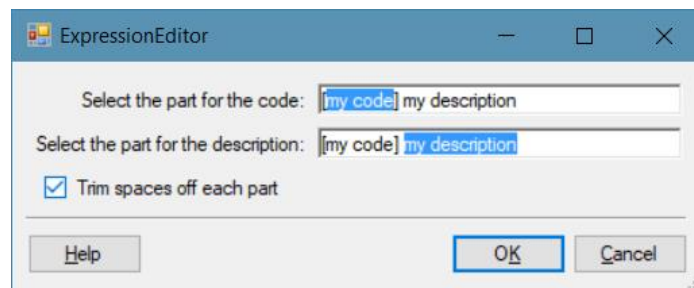 ExpressionEditor
Select the part for the code: [my code] my description
Select the part for the description: [my code] my description
Trim spaces off each part
Help OK Cancel